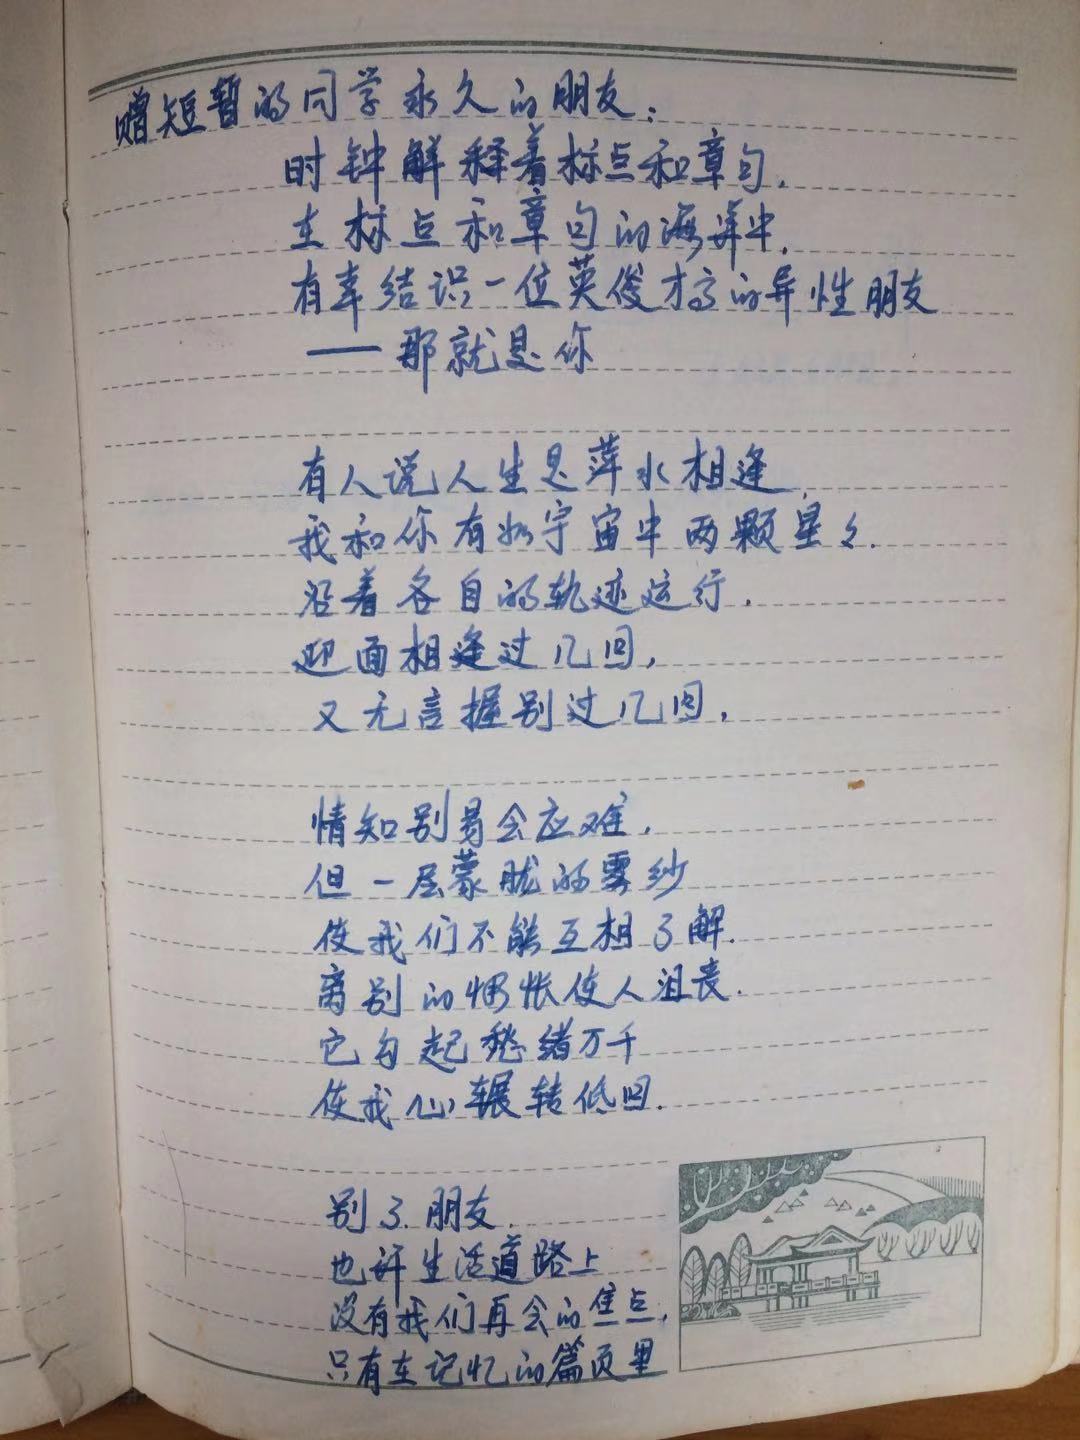 赠短暂的同学永久的朋友:
时钟解释着标点和章句,
在标点和章句的海洋中,
有幸结识一位英俊才高的异性朋友
——那就是你
有人说人生是萍水相逢,
我和你有如宇宙中两颗星々.
沿着各自的轨迹运行.
迎面相逢过几回,
又无言握别过几回,
情知别易会应难,
但一层蒙胧的雾纱
使我们不能互相了解.
离别的惆怅使人沮丧.
它勾起愁绪万千
使我心辗转低回.
别了.朋友.
也许生活道路上
没有我们再会的焦点,
只有在记忆的篇页里